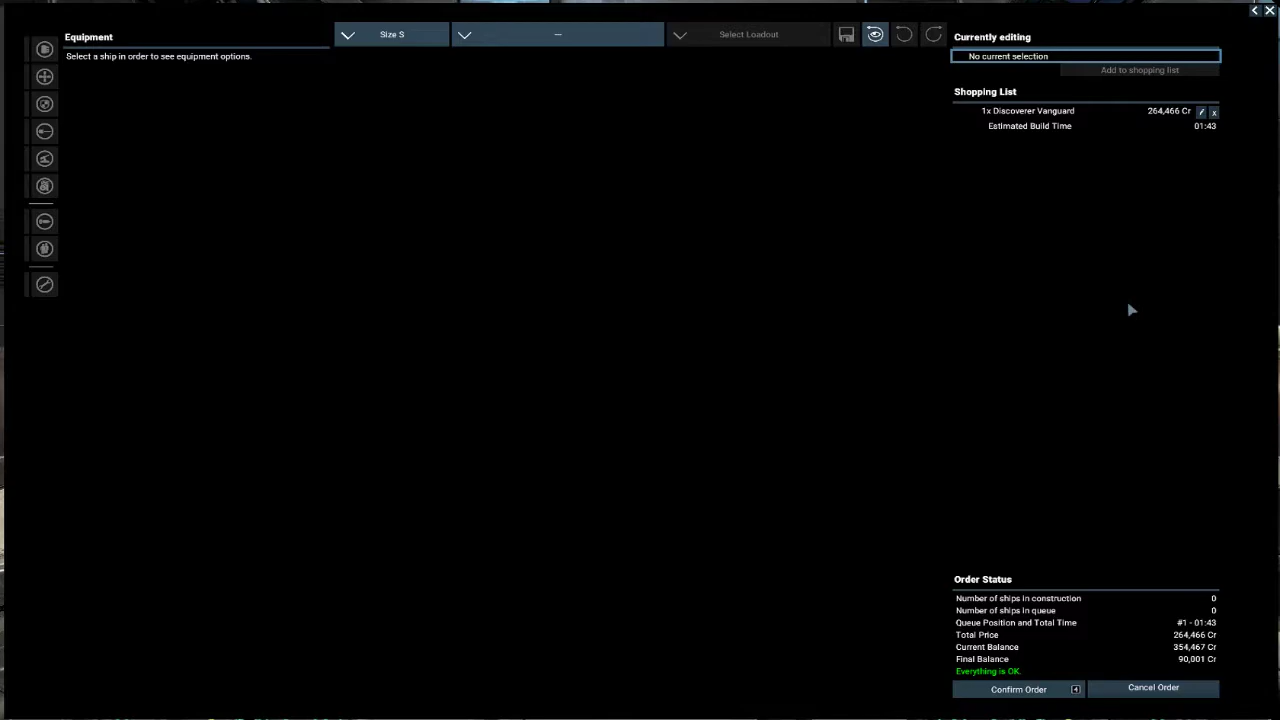 Equipment
Select a ship in order to see equipment options.
Size S
—
Select Loadout
Currently editing
No current selection
Add to shopping list
Shopping List
1x Discoverer Vanguard 264,466 Cr x
Estimated Build Time 01:43
Order Status
Number of ships in construction 0
Number of ships in queue 0
Queue Position and Total Time #1 - 01:43
Total Price 264,466 Cr
Current Balance 354,467 Cr
Final Balance 90,001 Cr
Everything is OK.
Confirm Order
Cancel Order